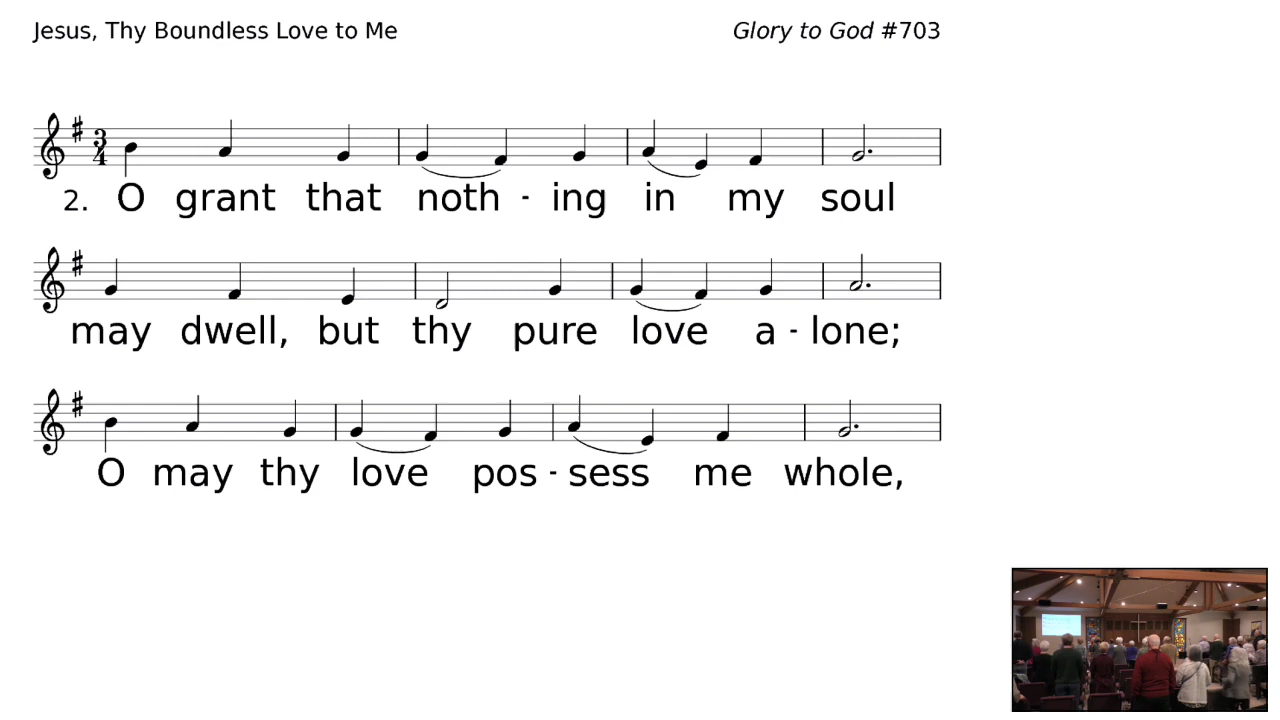 Jesus, Thy Boundless Love to Me
Glory to God #703
2. O grant that noth - ing in my soul
may dwell, but thy pure love a - lone;
O may thy love pos - sess me whole,